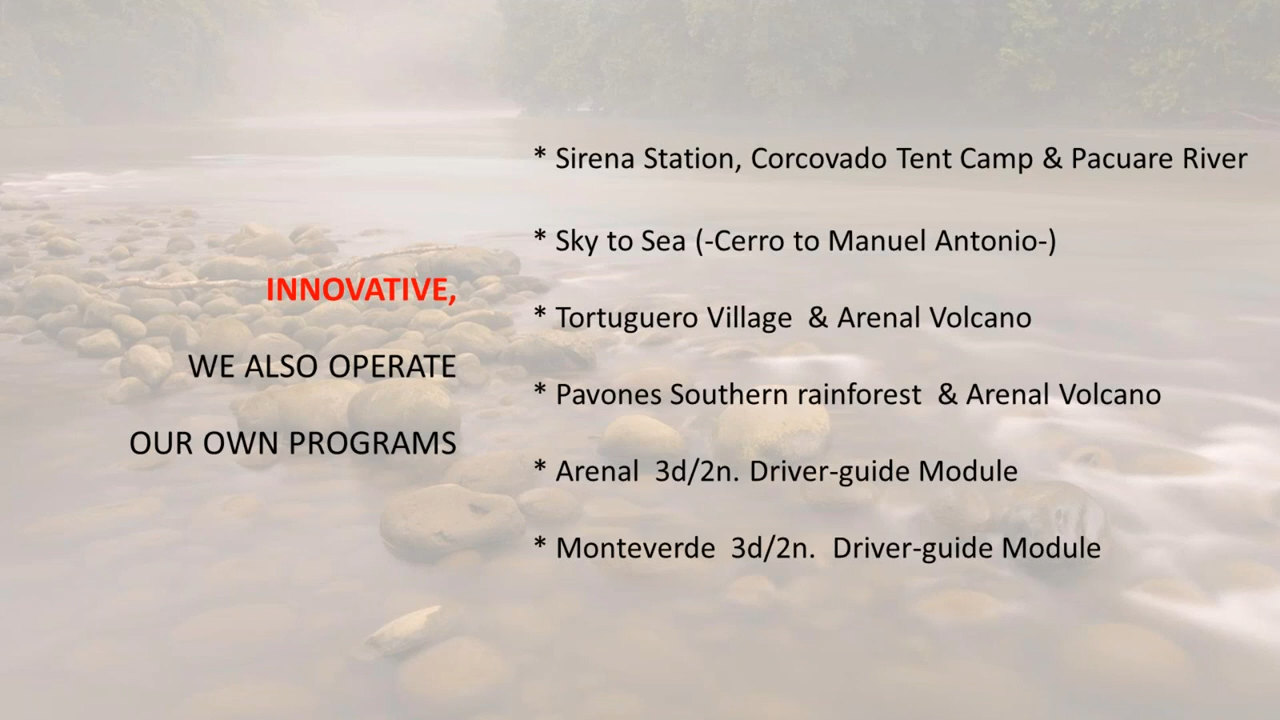 INNOVATIVE,
WE ALSO OPERATE
OUR OWN PROGRAMS
* Sirena Station, Corcovado Tent Camp & Pacuare River
* Sky to Sea (-Cerro to Manuel Antonio-)
* Tortuguero Village & Arenal Volcano
* Pavones Southern rainforest & Arenal Volcano
* Arenal 3d/2n. Driver-guide Module
* Monteverde 3d/2n. Driver-guide Module